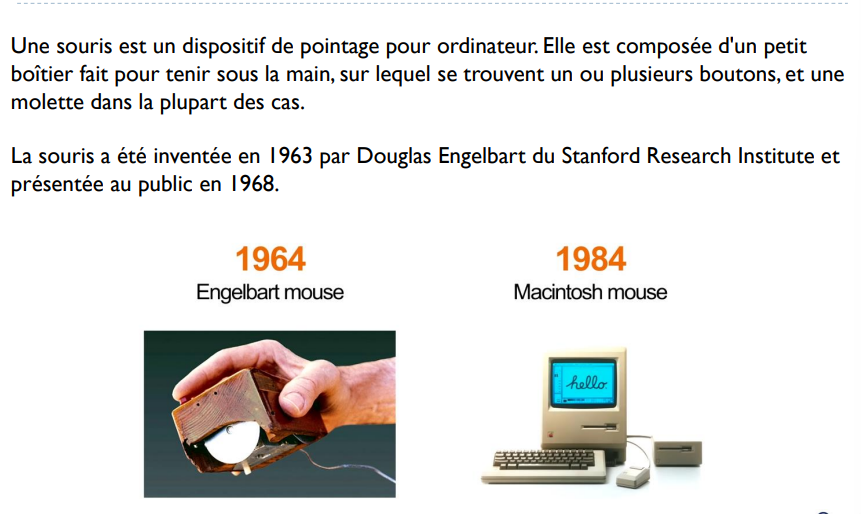 Une souris est un dispositif de pointage pour ordinateur. Elle est composée d'un petit
boîtier fait pour tenir sous la main, sur lequel se trouvent un ou plusieurs boutons, et une
molette dans la plupart des cas.
La souris a été inventée en 1963 par Douglas Engelbart du Stanford Research Institute et
présentée au public en 1968.
1964
Engelbart mouse
1984
Macintosh mouse
hello.